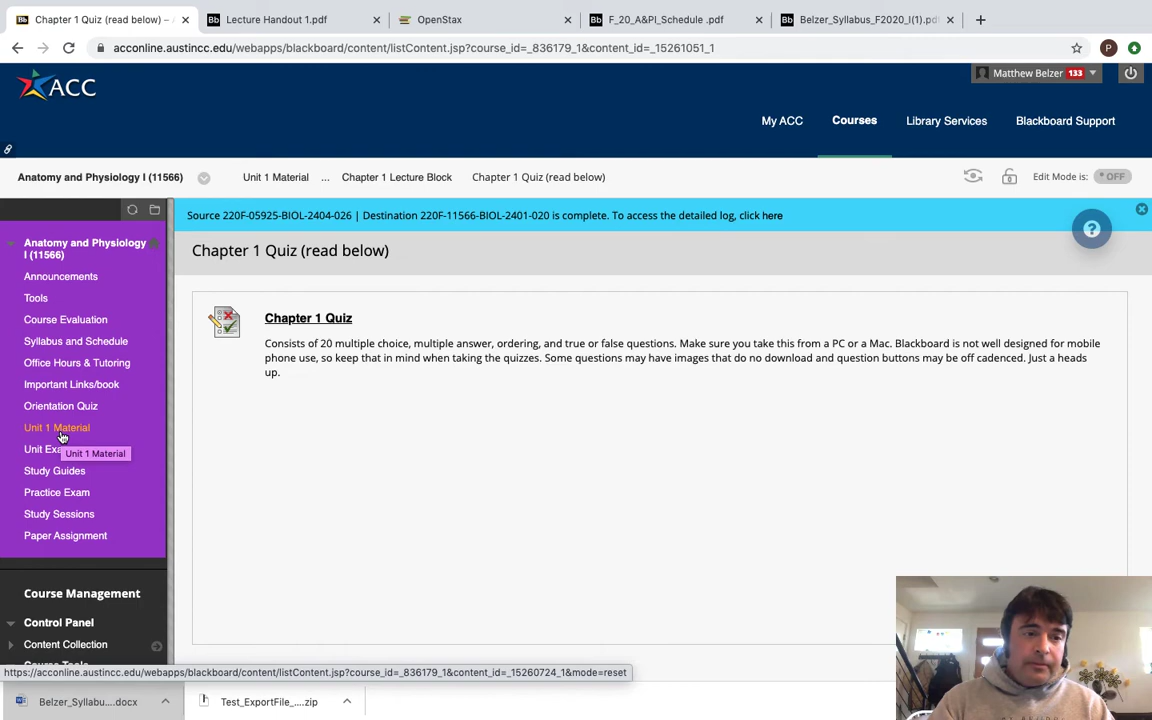 Chapter 1 Quiz (read below) – A
Lecture Handout 1.pdf
OpenStax
F_20_A&PI_Schedule .pdf
Belzer_Syllabus_F2020_I(1).pdf
acconline.austincc.edu/webapps/blackboard/content/listContent.jsp?course_id=_836179_1&content_id=_15261051_1
P
ACC
Matthew Belzer 133
My ACC
Courses
Library Services
Blackboard Support
Anatomy and Physiology I (11566)
Unit 1 Material
...
Chapter 1 Lecture Block
Chapter 1 Quiz (read below)
Edit Mode is:
OFF
Source 220F-05925-BIOL-2404-026 | Destination 220F-11566-BIOL-2401-020 is complete. To access the detailed log, click here
?
Anatomy and Physiology
I (11566)
Announcements
Tools
Course Evaluation
Syllabus and Schedule
Office Hours & Tutoring
Important Links/book
Orientation Quiz
Unit 1 Material
Unit Exa
Unit 1 Material
Study Guides
Practice Exam
Study Sessions
Paper Assignment
Course Management
Control Panel
Content Collection
Course Tools
Chapter 1 Quiz (read below)
Chapter 1 Quiz
Consists of 20 multiple choice, multiple answer, ordering, and true or false questions. Make sure you take this from a PC or a Mac. Blackboard is not well designed for mobile
phone use, so keep that in mind when taking the quizzes. Some questions may have images that do no download and question buttons may be off cadenced. Just a heads
up.
https://acconline.austincc.edu/webapps/blackboard/content/listContent.jsp?course_id=_836179_1&content_id=_15260724_1&mode=reset
Belzer_Syllabu....docx
Test_ExportFile_....zip